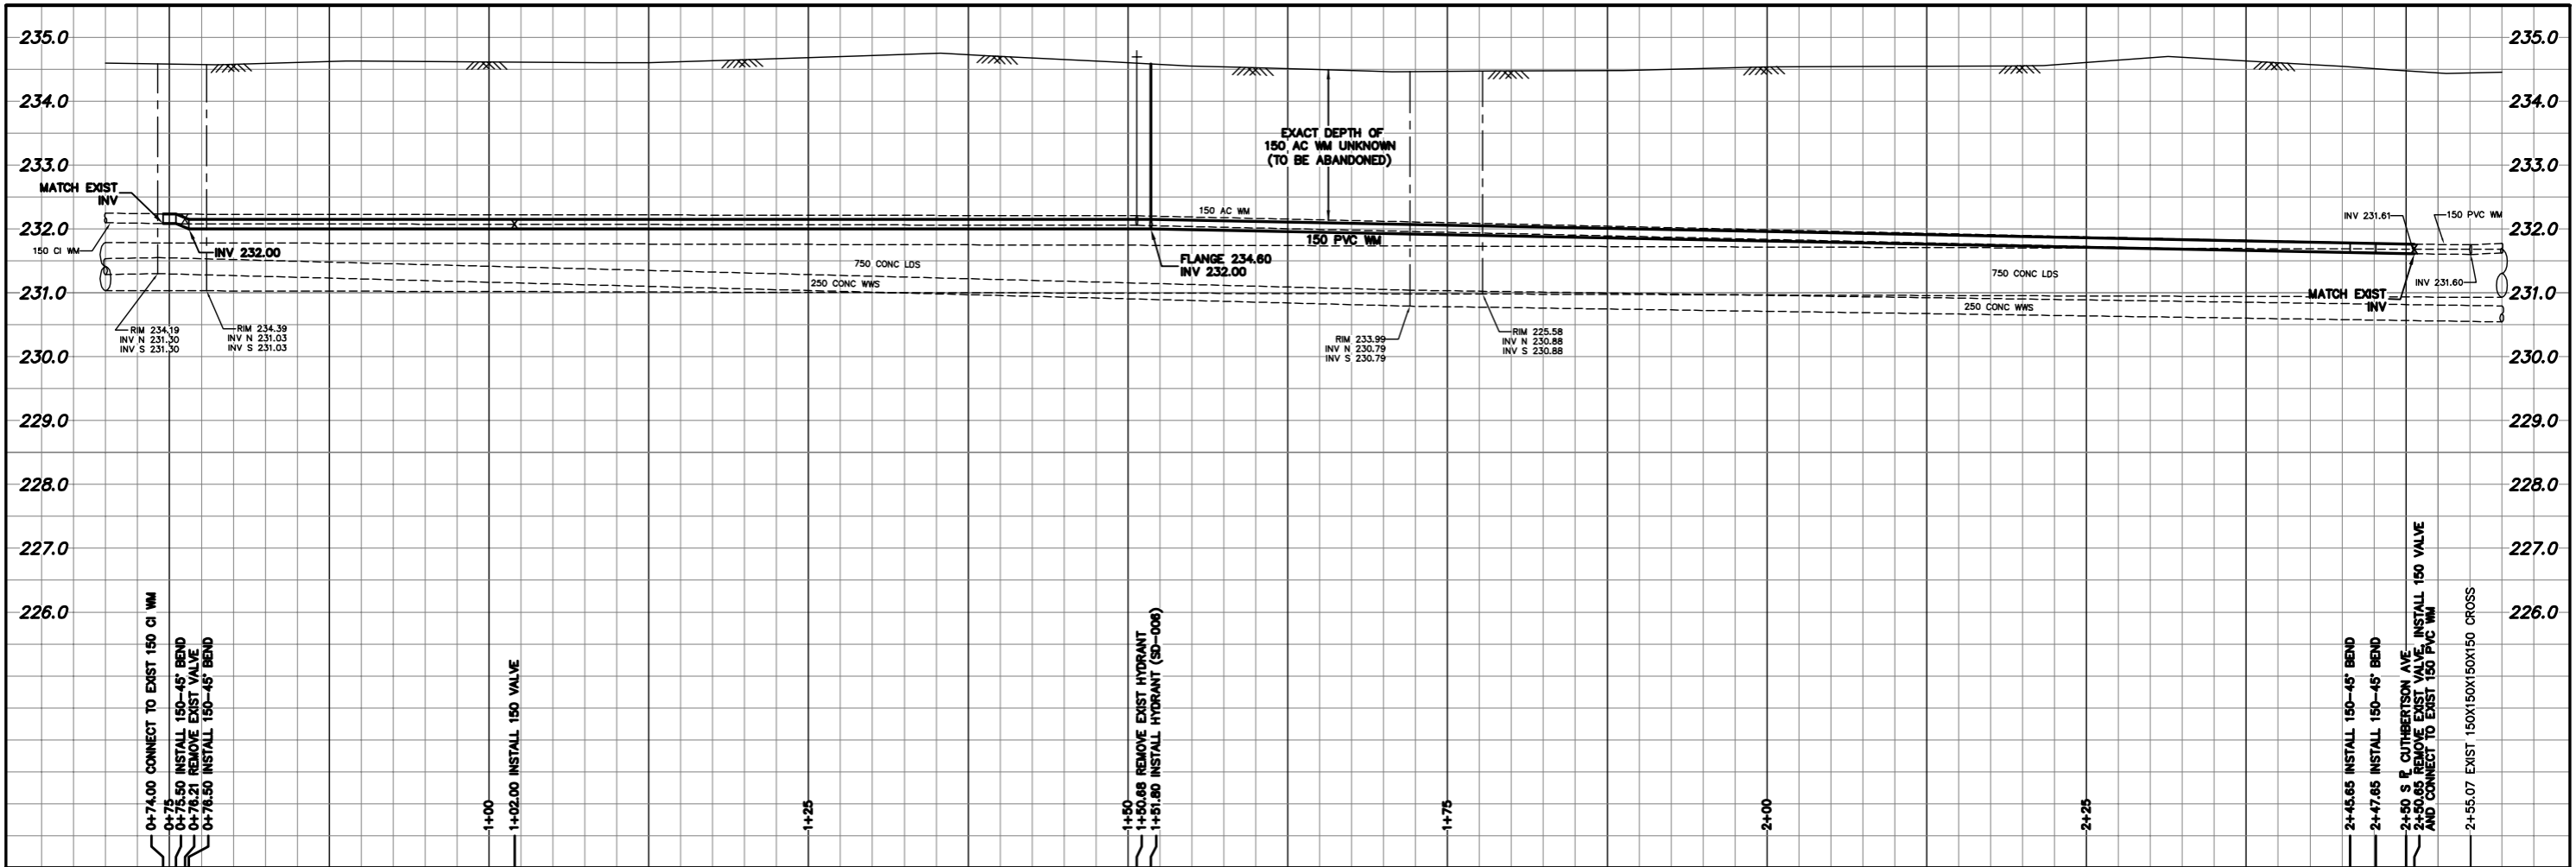 235.0
235.0
234.0
234.0
EXACT DEPTH OF
150 AC WM UNKNOWN
(TO BE ABANDONED)
233.0
233.0
MATCH EXIST
INV
150 AC WM
INV 231.61
150 PVC WM
232.0
232.0
150 CI WM
INV 232.00
150 PVC WM
FLANGE 234.60
INV 232.00
750 CONC LDS
750 CONC LDS
250 CONC WWS
INV 231.60
231.0
231.0
MATCH EXIST
INV
250 CONC WWS
RIM 234.19
INV N 231.30
INV S 231.30
RIM 234.39
INV N 231.03
INV S 231.03
RIM 233.99
INV N 230.79
INV S 230.79
RIM 225.58
INV N 230.88
INV S 230.88
230.0
230.0
229.0
229.0
228.0
228.0
227.0
227.0
226.0
226.0
0+74.00 CONNECT TO EXIST 150 CI WM
0+75
0+75.50 INSTALL 150-45° BEND
0+76.21 REMOVE EXIST VALVE
0+76.50 INSTALL 150-45° BEND
1+00
1+02.00 INSTALL 150 VALVE
1+25
1+50
1+50.68 REMOVE EXIST HYDRANT
1+51.80 INSTALL HYDRANT (SD-006)
1+75
2+00
2+25
2+45.65 INSTALL 150-45° BEND
2+47.65 INSTALL 150-45° BEND
2+50 S PL CUTHBERTSON AVE
2+50.65 REMOVE EXIST VALVE, INSTALL 150 VALVE
AND CONNECT TO EXIST 150 PVC WM
2+55.07 EXIST 150X150X150X150 CROSS